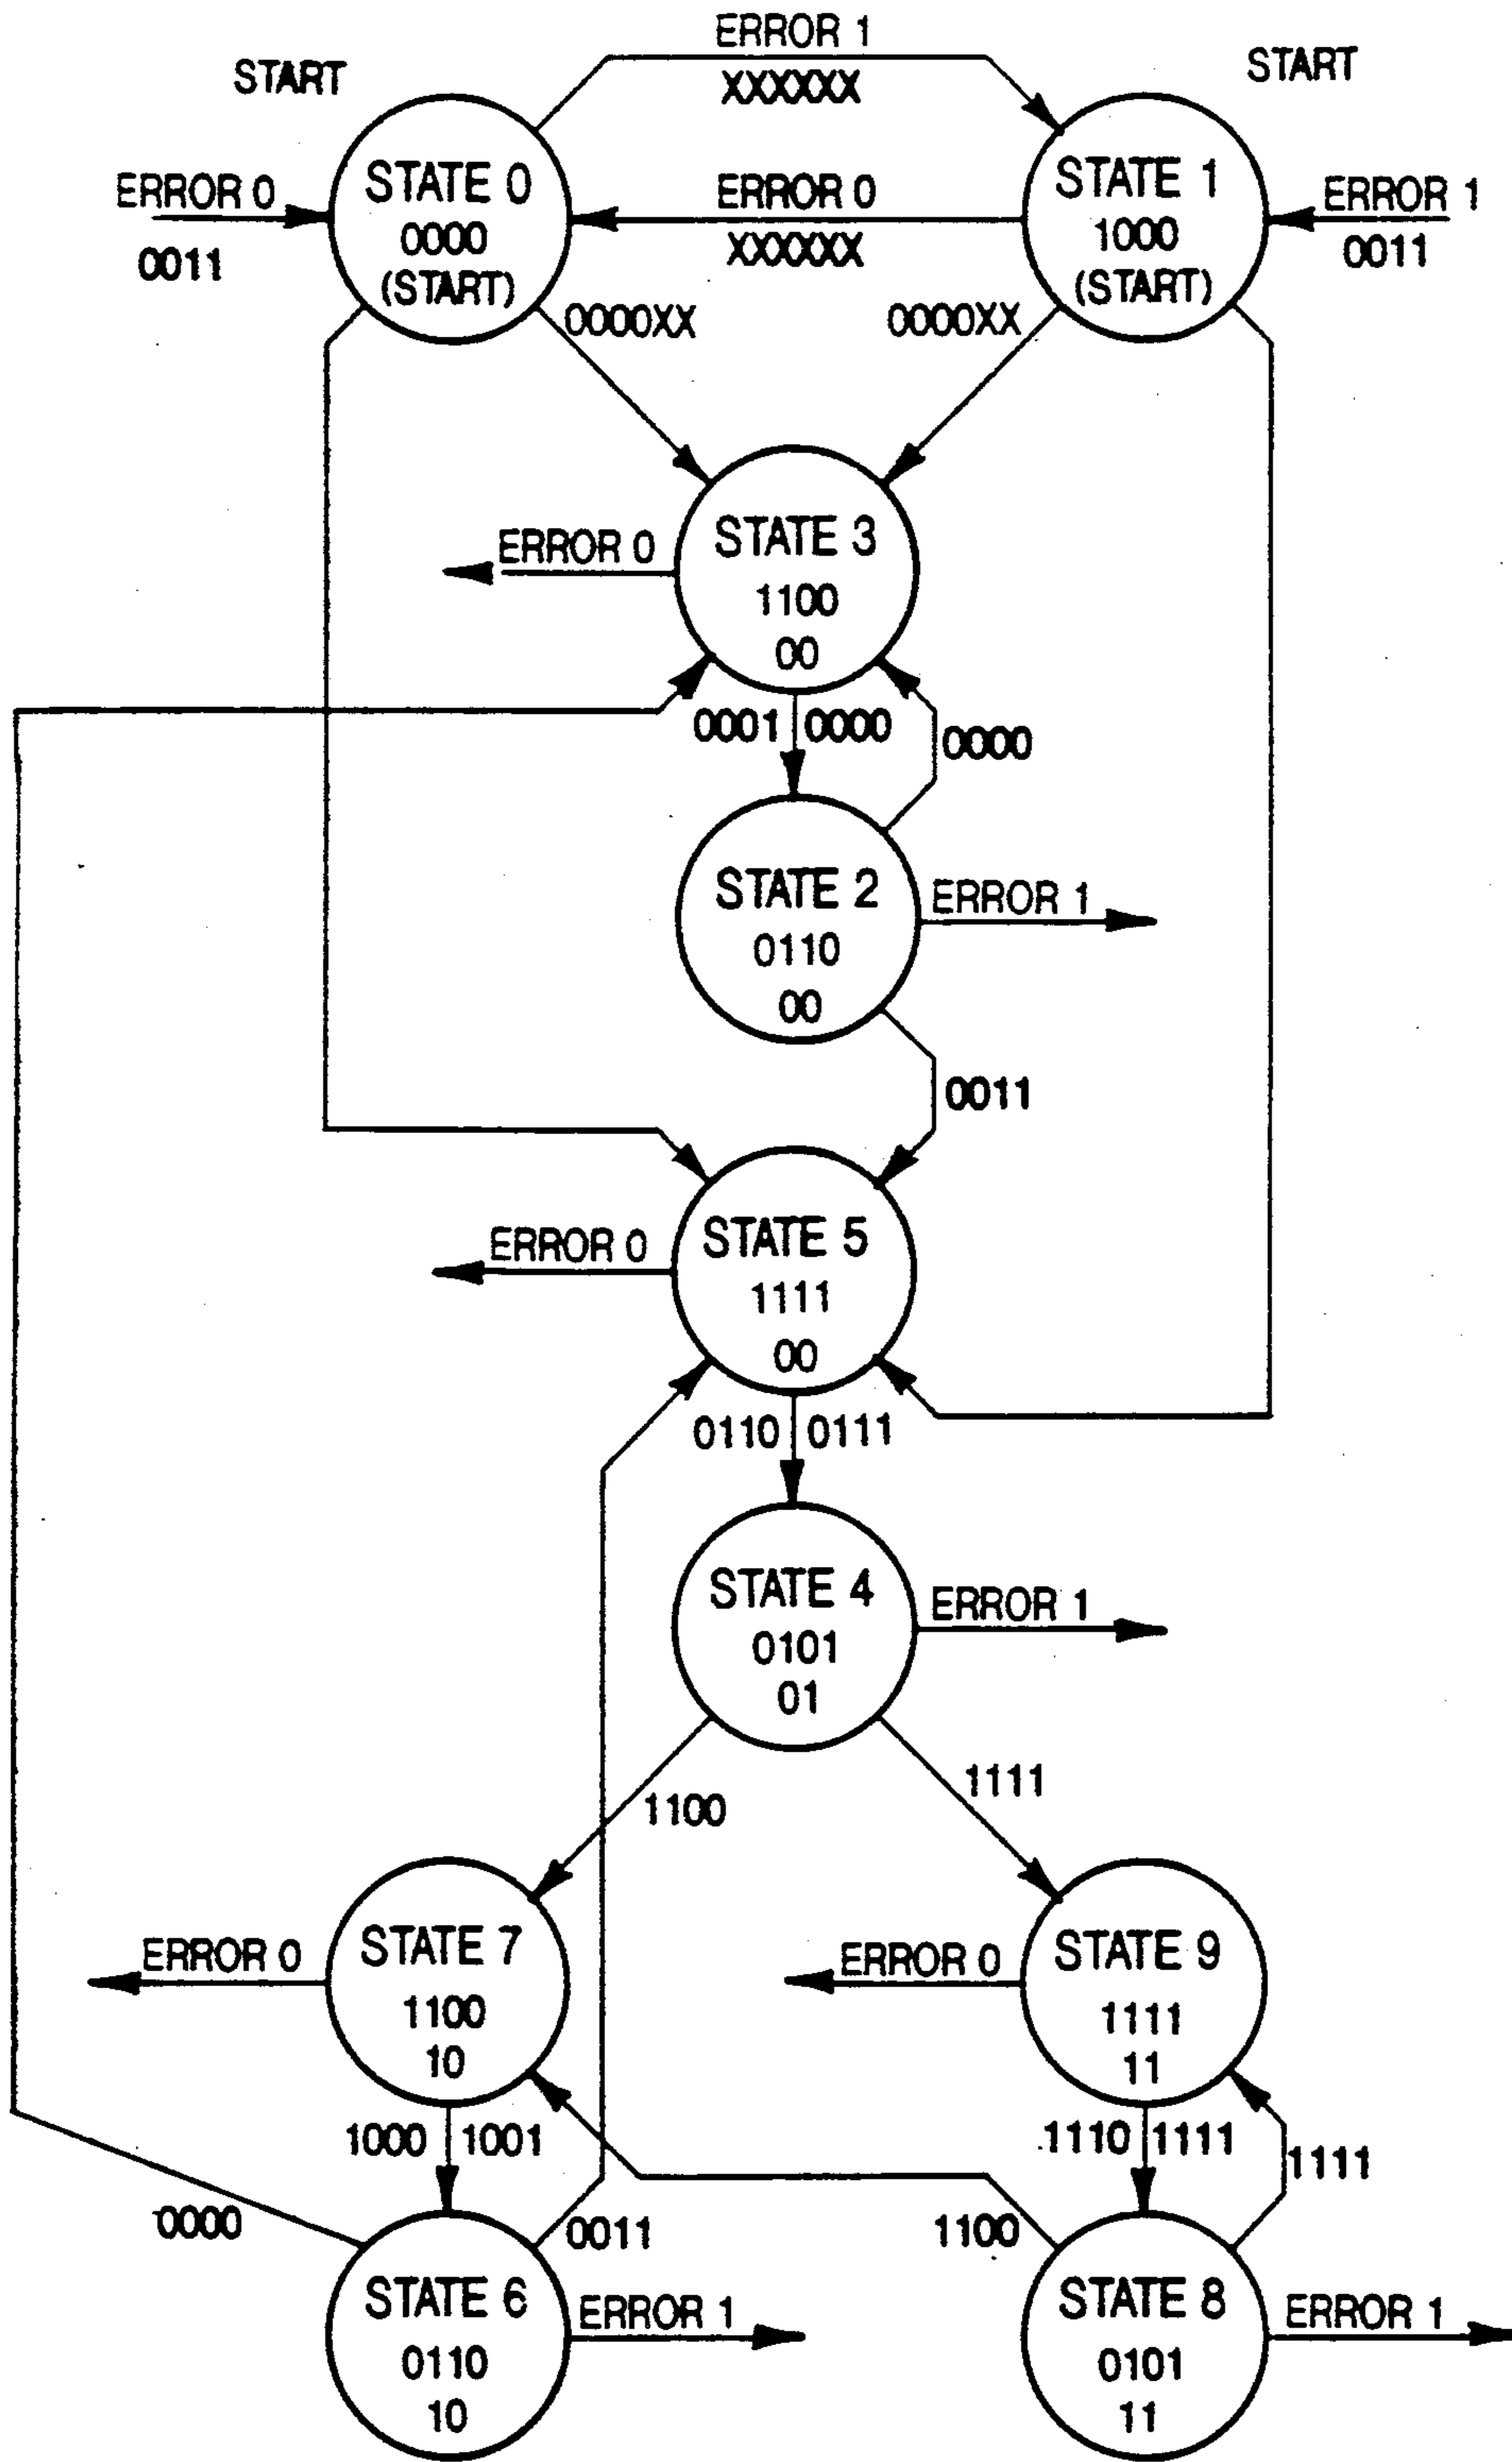 ERROR 1
START
XXXXXX
START
STATE 0
0000
(START)
ERROR 0
0011
ERROR 0
XXXXXX
STATE 1
1000
(START)
ERROR 1
0011
0000XX
0000XX
STATE 3
1100
00
ERROR 0
0001
0000
0000
STATE 2
0110
00
ERROR 1
0011
STATE 5
1111
00
ERROR 0
0110
0111
STATE 4
0101
01
ERROR 1
1100
1111
STATE 7
1100
10
ERROR 0
STATE 9
1111
11
ERROR 0
1000
1001
1110
1111
1111
0000
0011
1100
STATE 6
0110
10
ERROR 1
STATE 8
0101
11
ERROR 1